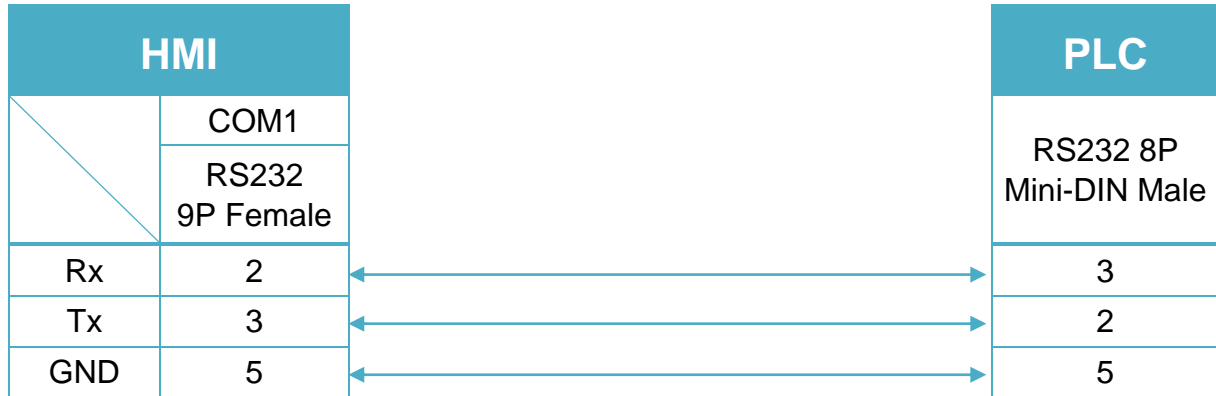 HMI
PLC
COM1
RS232
9P Female
RS232 8P
Mini-DIN Male
Rx 2 3
Tx 3 2
GND 5 5